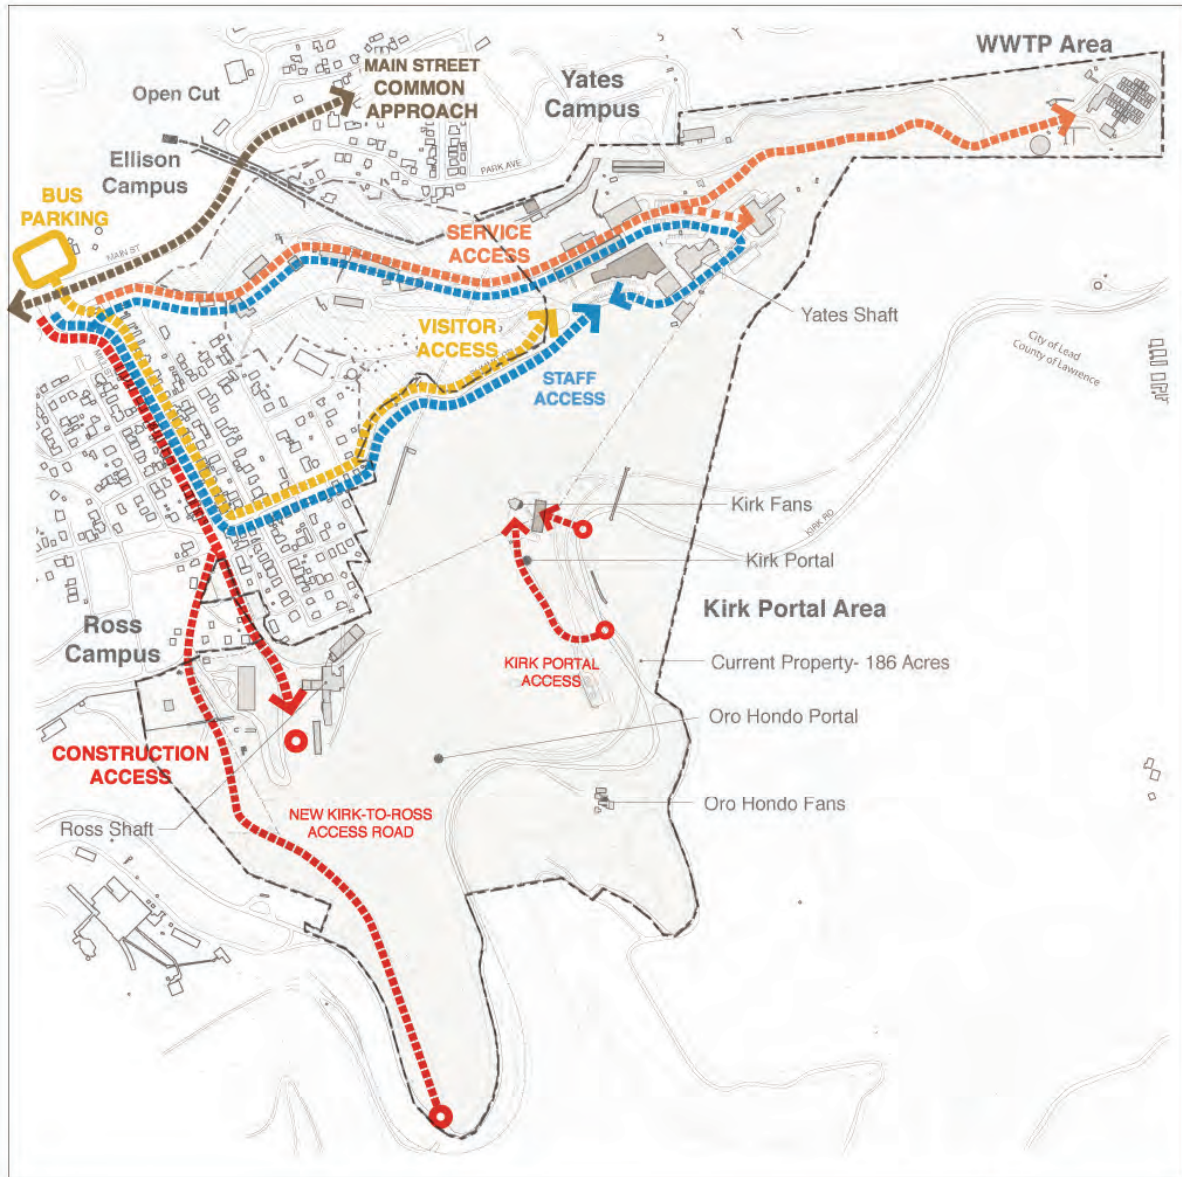 WWTP Area
MAIN STREET
COMMON
APPROACH
Yates
Campus
Open Cut
Ellison
Campus
PARK AVE
BUS
PARKING
MAIN ST
SERVICE
ACCESS
VISITOR
ACCESS
Yates Shaft
City of Lead
County of Lawrence
STAFF
ACCESS
Kirk Fans
KIRK RD
Kirk Portal
Kirk Portal Area
Ross
Campus
KIRK PORTAL
ACCESS
Current Property- 186 Acres
Oro Hondo Portal
CONSTRUCTION
ACCESS
NEW KIRK-TO-ROSS
ACCESS ROAD
Oro Hondo Fans
Ross Shaft